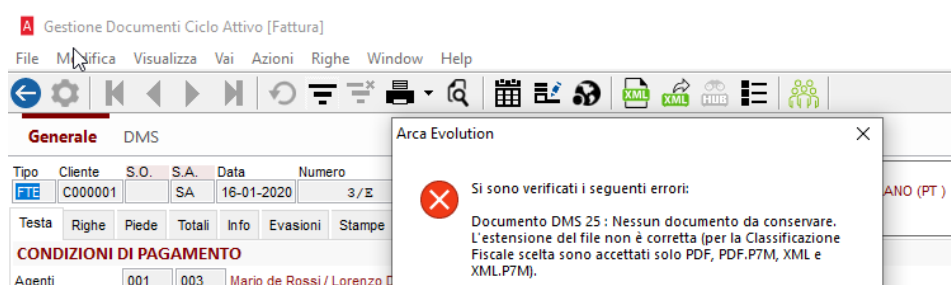 A Gestione Documenti Ciclo Attivo [Fattura]
File Modifica Visualizza Vai Azioni Righe Window Help
XML XML HUB
Generale DMS
Arca Evolution
Tipo Cliente S.O. S.A. Data Numero
FTE C000001 SA 16-01-2020 3/E
ANO (PT )
Si sono verificati i seguenti errori:
Testa Righe Piede Totali Info Evasioni Stampe
Documento DMS 25 : Nessun documento da conservare.
L'estensione del file non è corretta (per la Classificazione
Fiscale scelta sono accettati solo PDF, PDF.P7M, XML e
XML.P7M).
CONDIZIONI DI PAGAMENTO
Agenti 001 003 Mario de Rossi / Lorenzo